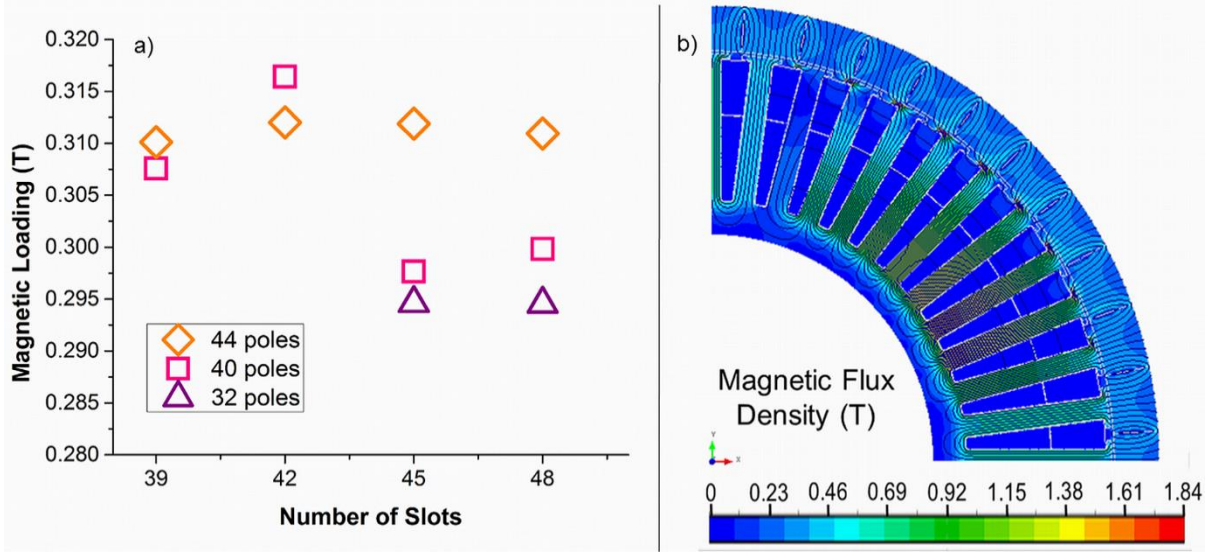 a)
Magnetic Loading (T)
0.320
0.315
0.310
0.305
0.300
0.295
0.290
0.285
0.280
44 poles
40 poles
32 poles
39 42 45 48
Number of Slots
b)
Magnetic Flux
Density (T)
Y
X
0 0.23 0.46 0.69 0.92 1.15 1.38 1.61 1.84